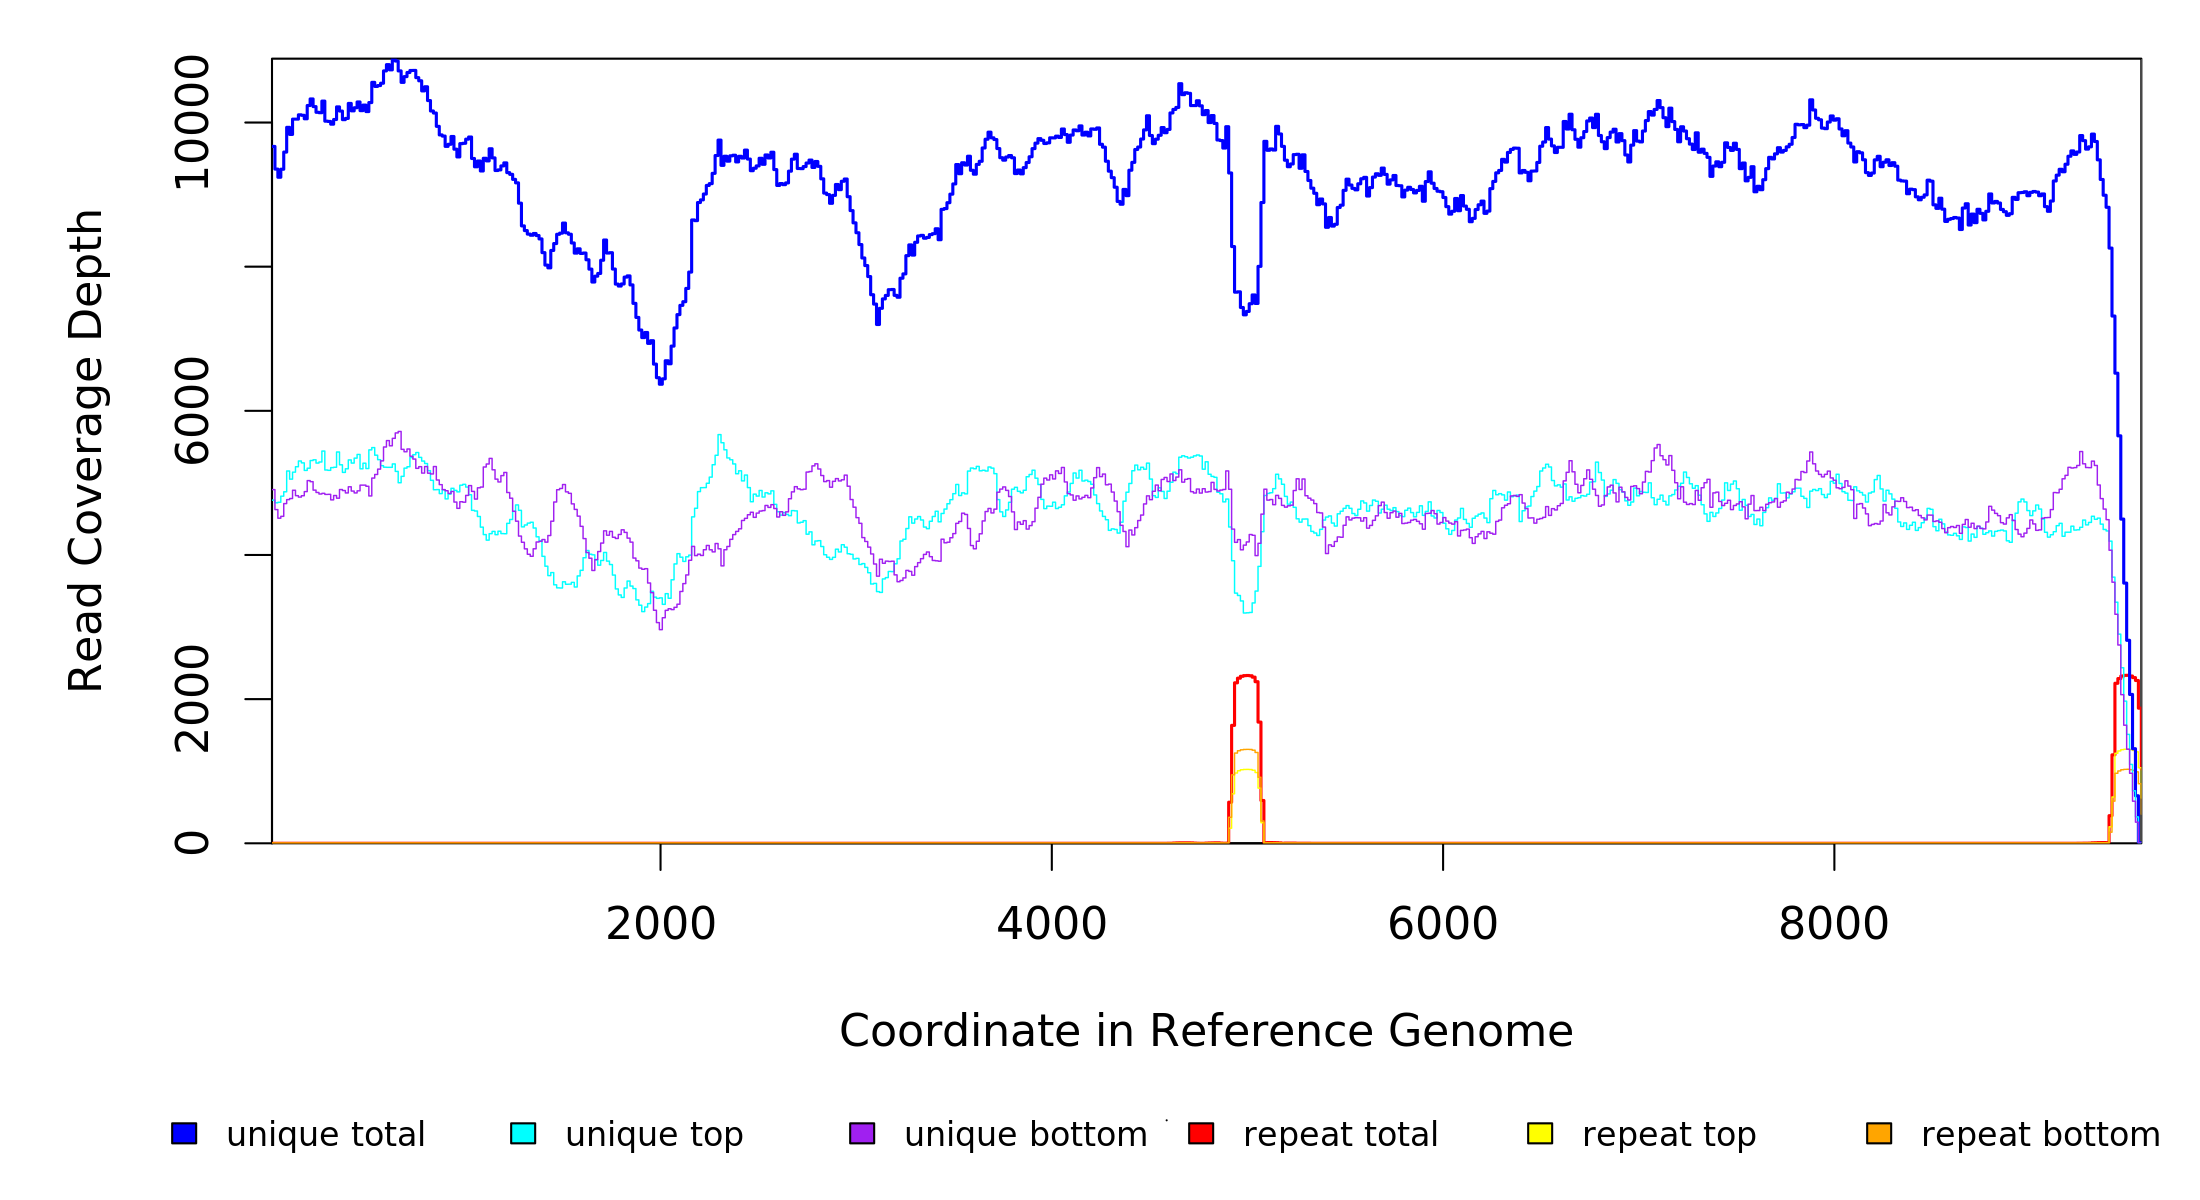 10000
6000
2000
0
Read Coverage Depth
2000 4000 6000 8000
Coordinate in Reference Genome
unique total unique top unique bottom repeat total repeat top repeat bottom